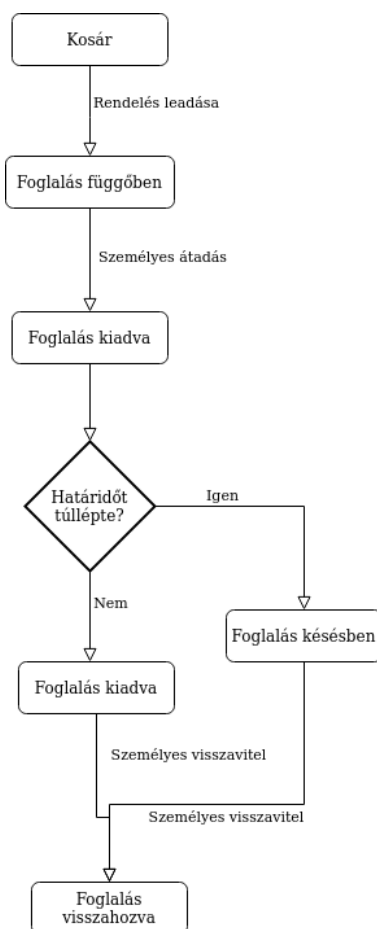 Kosár
Rendelés leadása
Foglalás függőben
Személyes átadás
Foglalás kiadva
Határidőt
túllépte?
Igen
Nem
Foglalás késésben
Foglalás kiadva
Személyes visszavitel
Személyes visszavitel
Foglalás
visszahozva